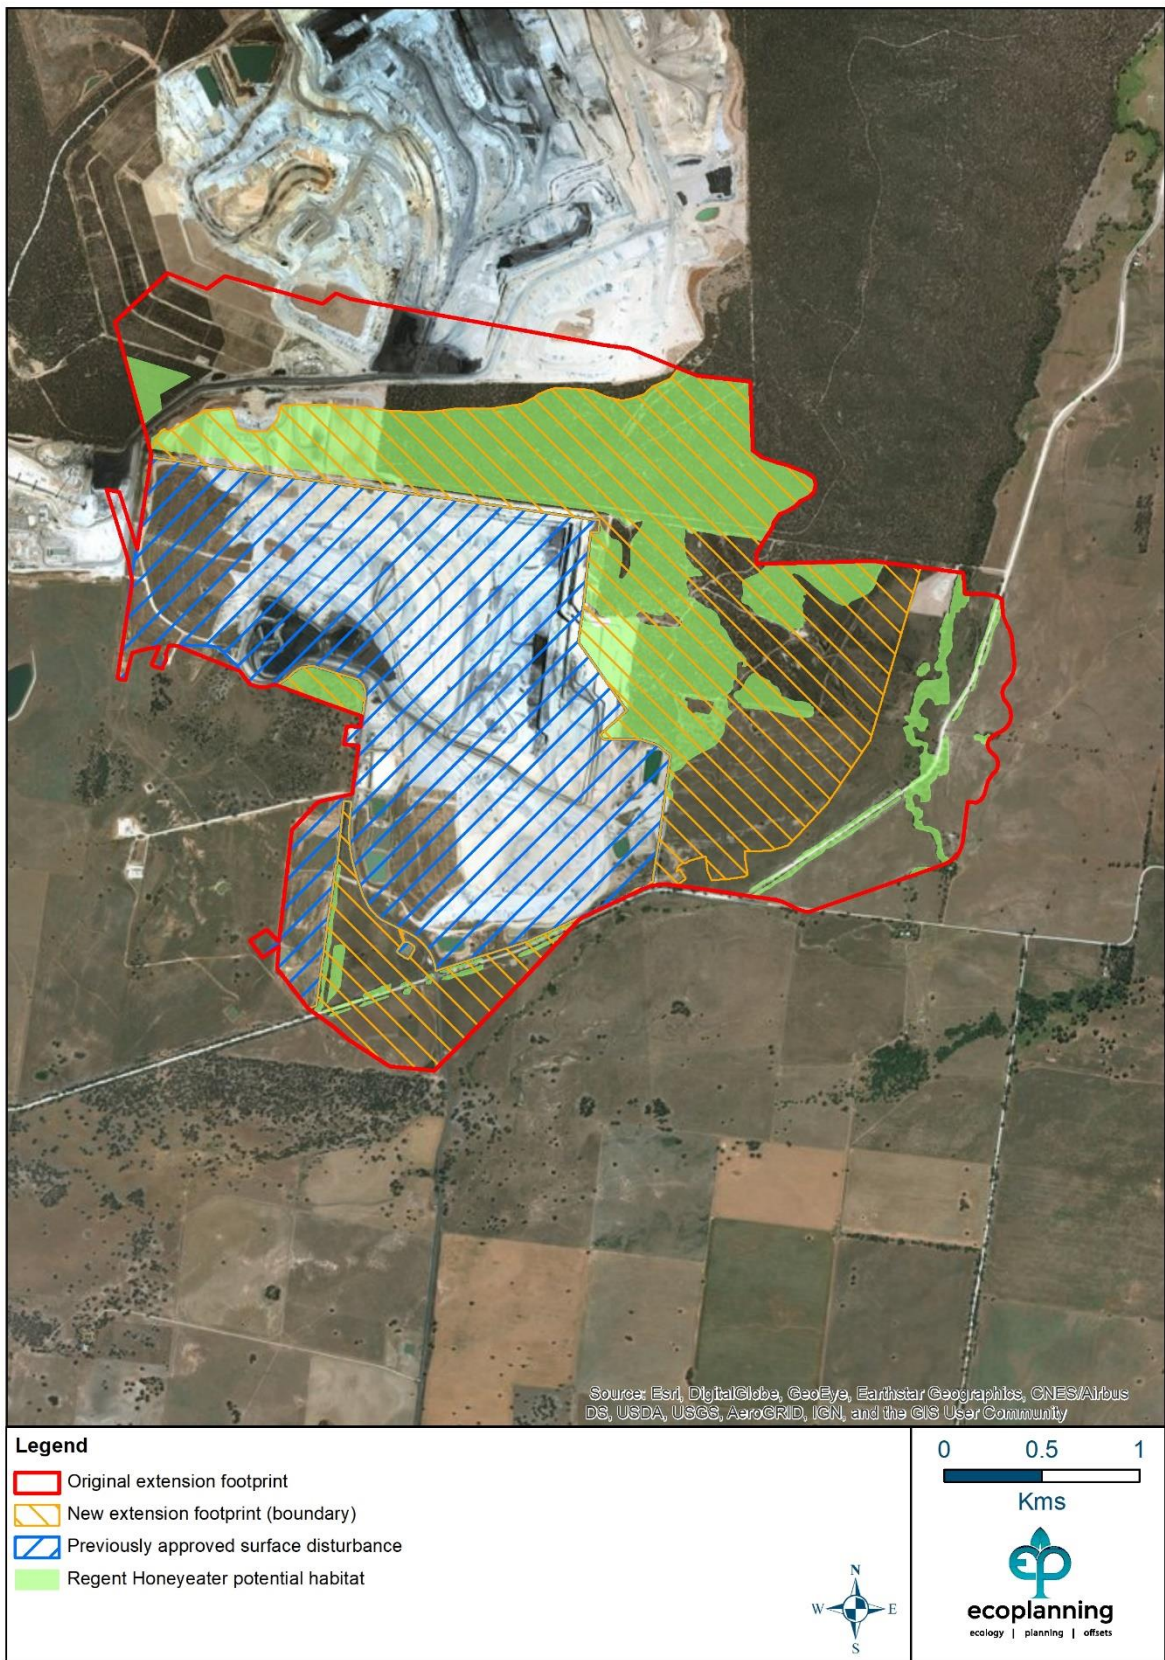 Source: Esri, DigitalGlobe, GeoEye, Earthstar Geographics, CNES/Airbus
DS, USDA, USGS, AeroGRID, IGN, and the GIS User Community
Legend
Original extension footprint
New extension footprint (boundary)
Previously approved surface disturbance
Regent Honeyeater potential habitat
N
W E
S
0 0.5 1
Kms
ep
ecoplanning
ecology | planning | offsets